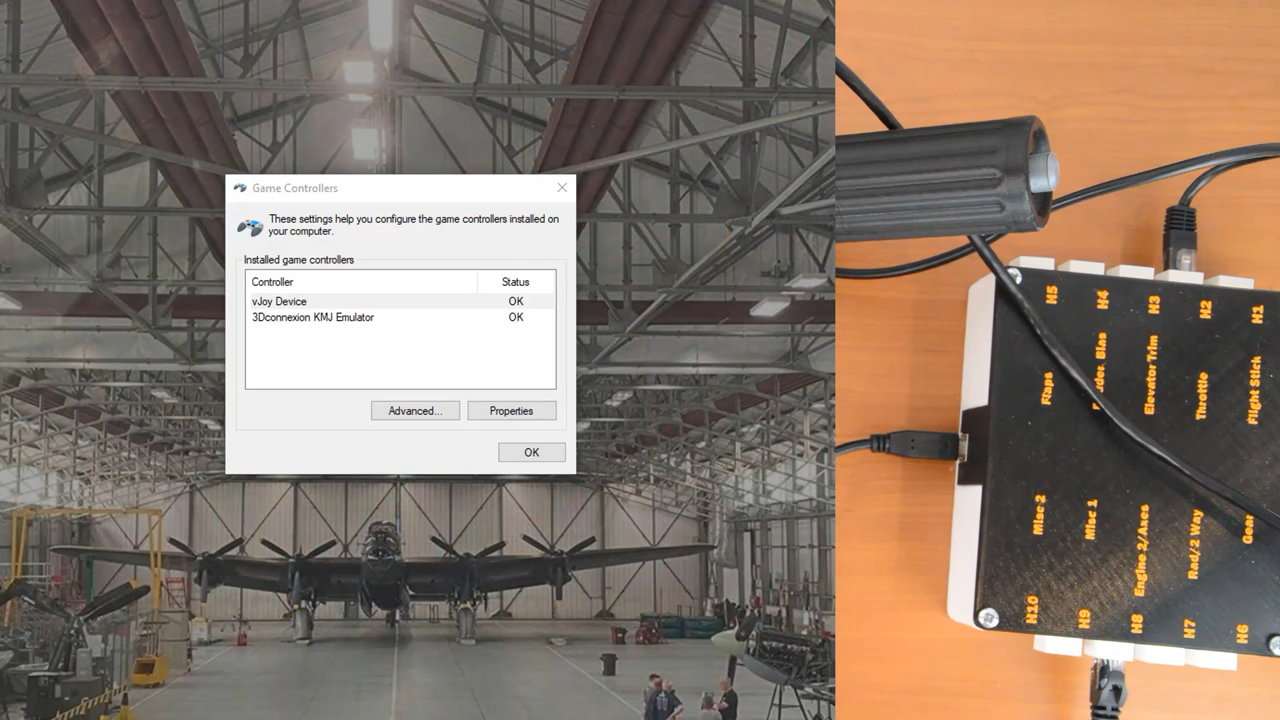 Game Controllers
These settings help you configure the game controllers installed on
your computer.
Installed game controllers
Controller Status
vJoy Device OK
3Dconnexion KMJ Emulator OK
Advanced...
Properties
OK
H5
H4
H3
H2
H1
Flaps
Bias
Elevator Trim
Throttle
Flight Stick
Misc 2
Misc 1
Engine 2/Axes
Rad/2 Way
Gear
H10
H9
H8
H7
H6